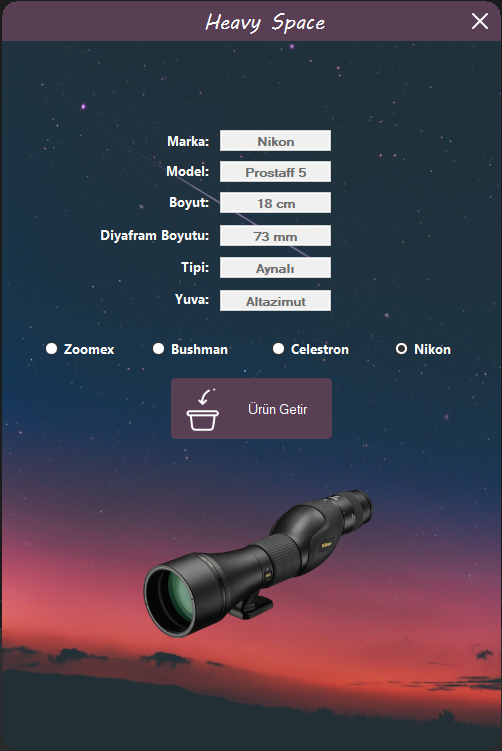 Heavy Space
Marka: Nikon
Model: Prostaff 5
Boyut: 18 cm
Diyafram Boyutu: 73 mm
Tipi: Aynalı
Yuva: Altazimut
Zoomex Bushman Celestron Nikon
Ürün Getir
Nikon